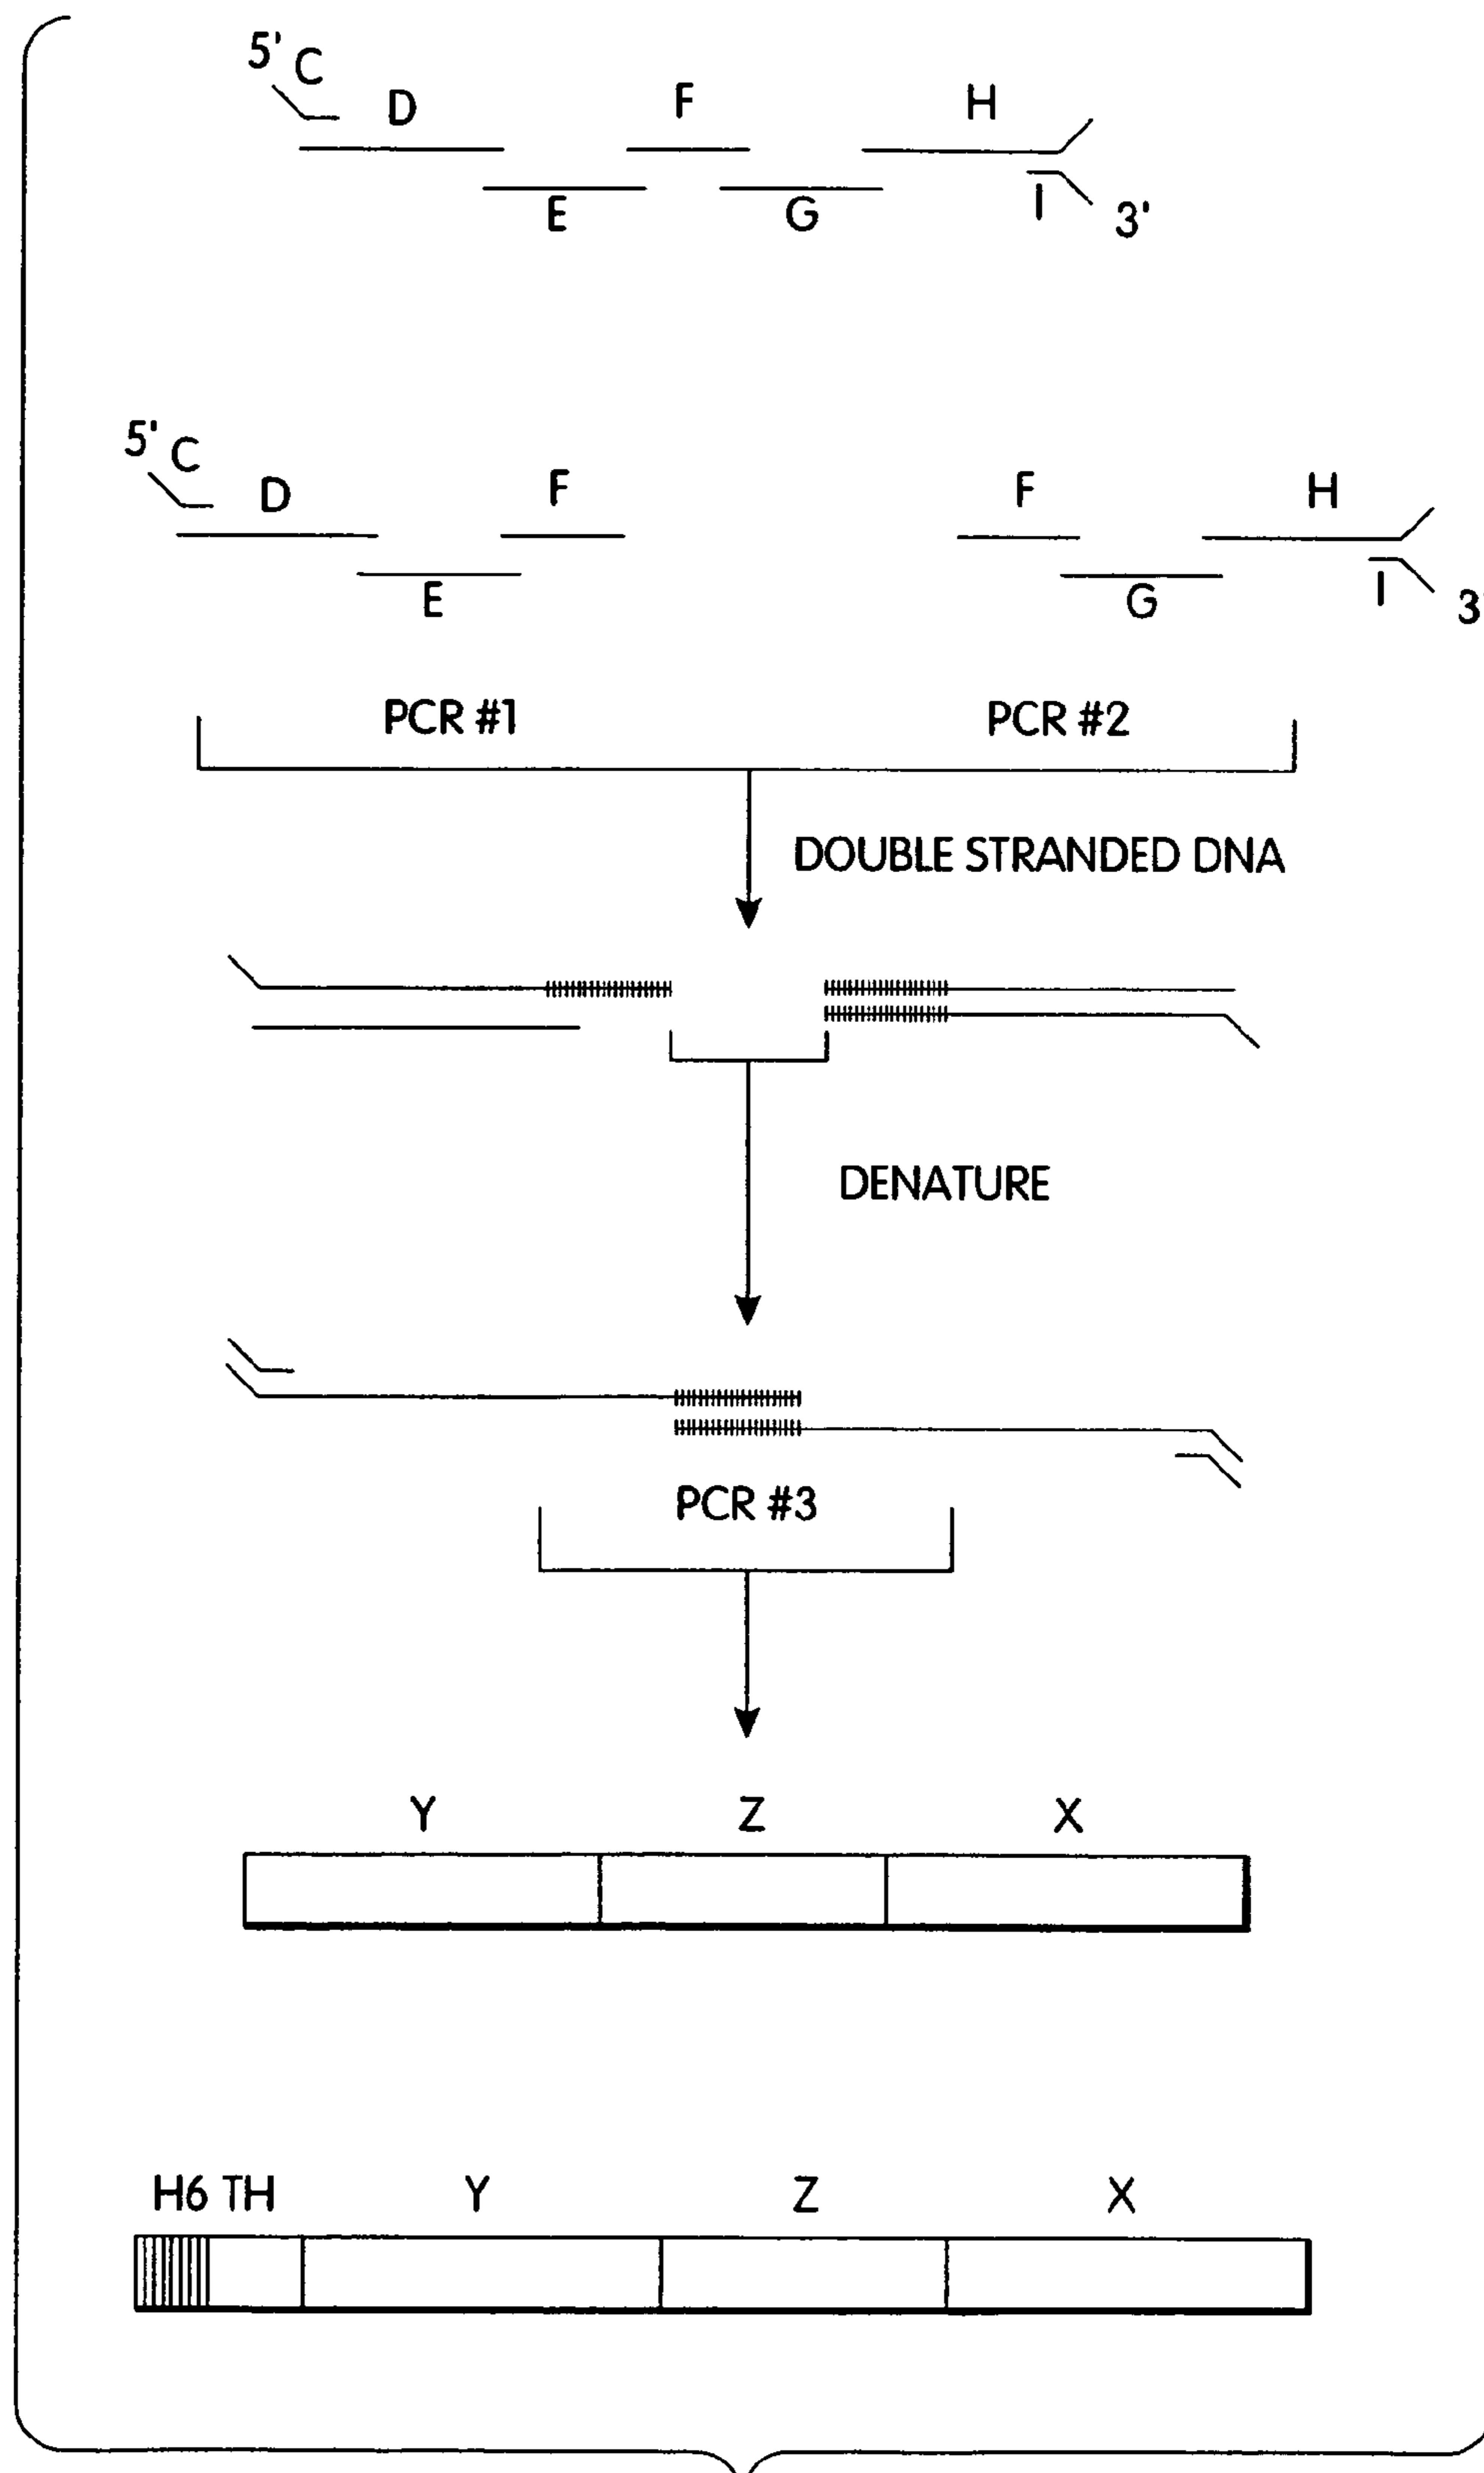 5' C
D F H
E G I 3'
5' C
D F F H
E G I 3'
PCR #1 PCR #2
DOUBLE STRANDED DNA
DENATURE
PCR #3
Y Z X
H6 TH Y Z X